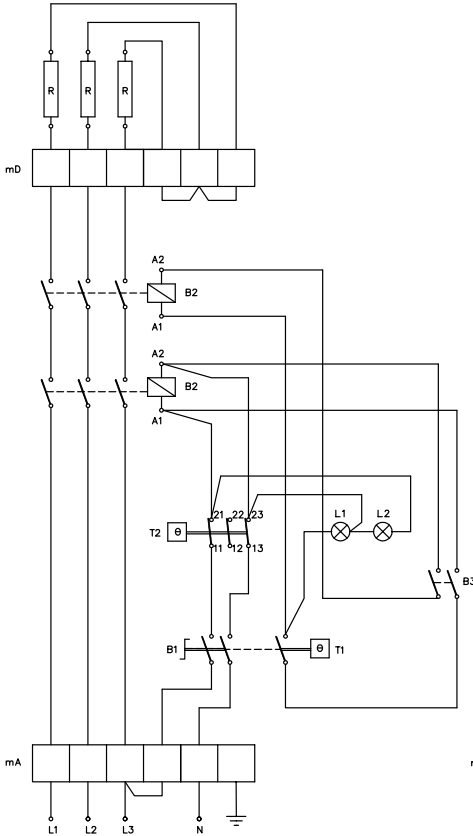 R R R
mD
A2
B2
A1
A2
B2
A1
21 22 23
L1 L2
T2 θ
11 12 13
B3
B1
θ T1
mA
L1 L2 L3 N